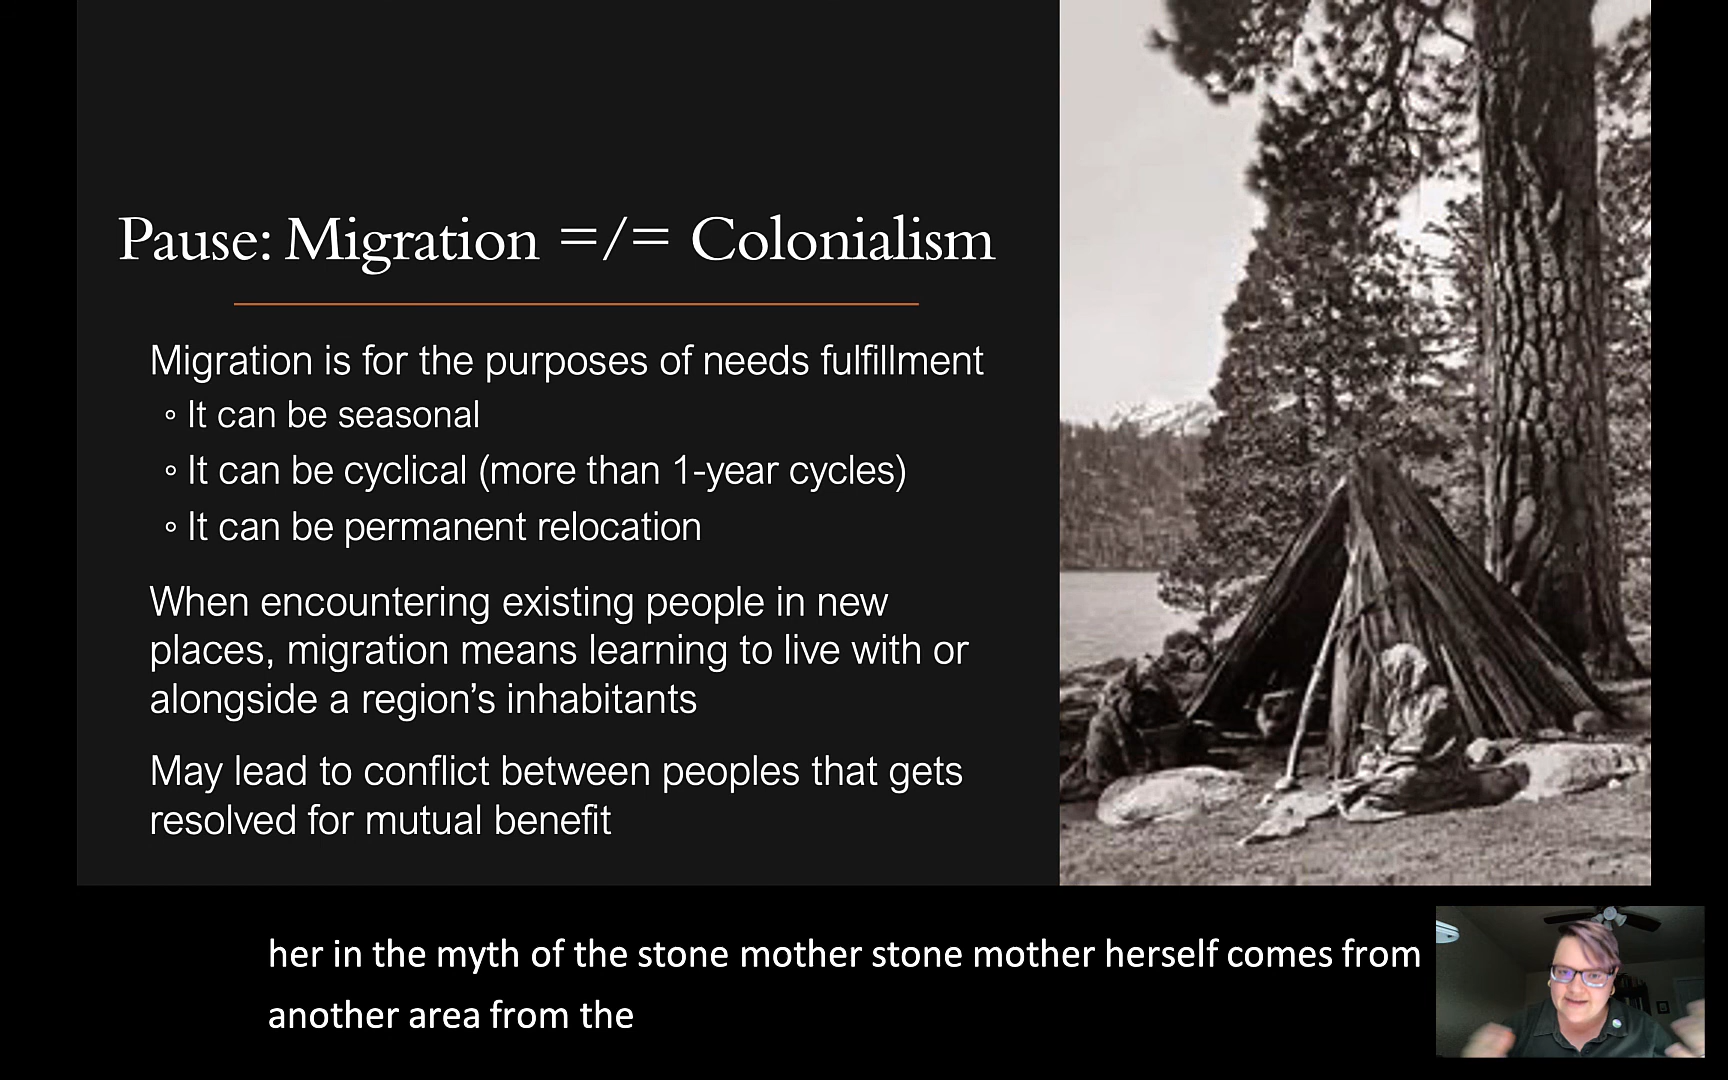 Pause: Migration =/= Colonialism
Migration is for the purposes of needs fulfillment
◦ It can be seasonal
◦ It can be cyclical (more than 1-year cycles)
◦ It can be permanent relocation
When encountering existing people in new
places, migration means learning to live with or
alongside a region’s inhabitants
May lead to conflict between peoples that gets
resolved for mutual benefit
her in the myth of the stone mother stone mother herself comes from
another area from the